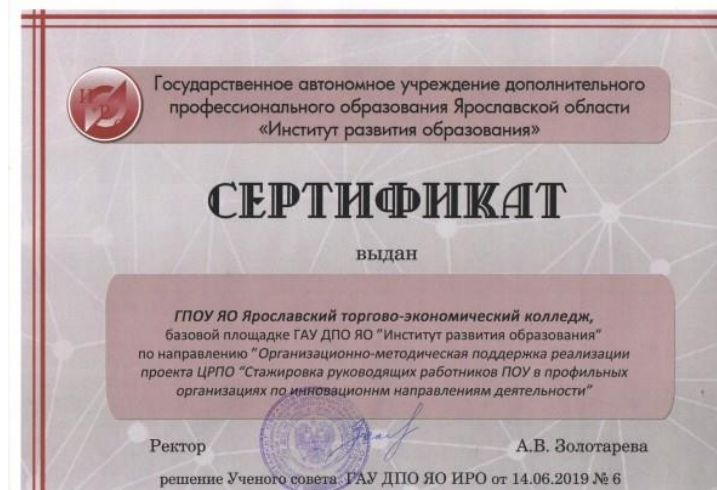 Государственное автономное учреждение дополнительного
профессионального образования Ярославской области
«Институт развития образования»
ИРО
СЕРТИФИКАТ
выдан
ГПОУ ЯО Ярославский торгово-экономический колледж,
базовой площадке ГАУ ДПО ЯО "Институт развития образования"
по направлению "Организационно-методическая поддержка реализации
проекта ЦРПО "Стажировка руководящих работников ПОУ в профильных
организациях по инновационнм направлениям деятельности"
Ректор
А.В. Золотарева
решение Ученого совета ГАУ ДПО ЯО ИРО от 14.06.2019 № 6